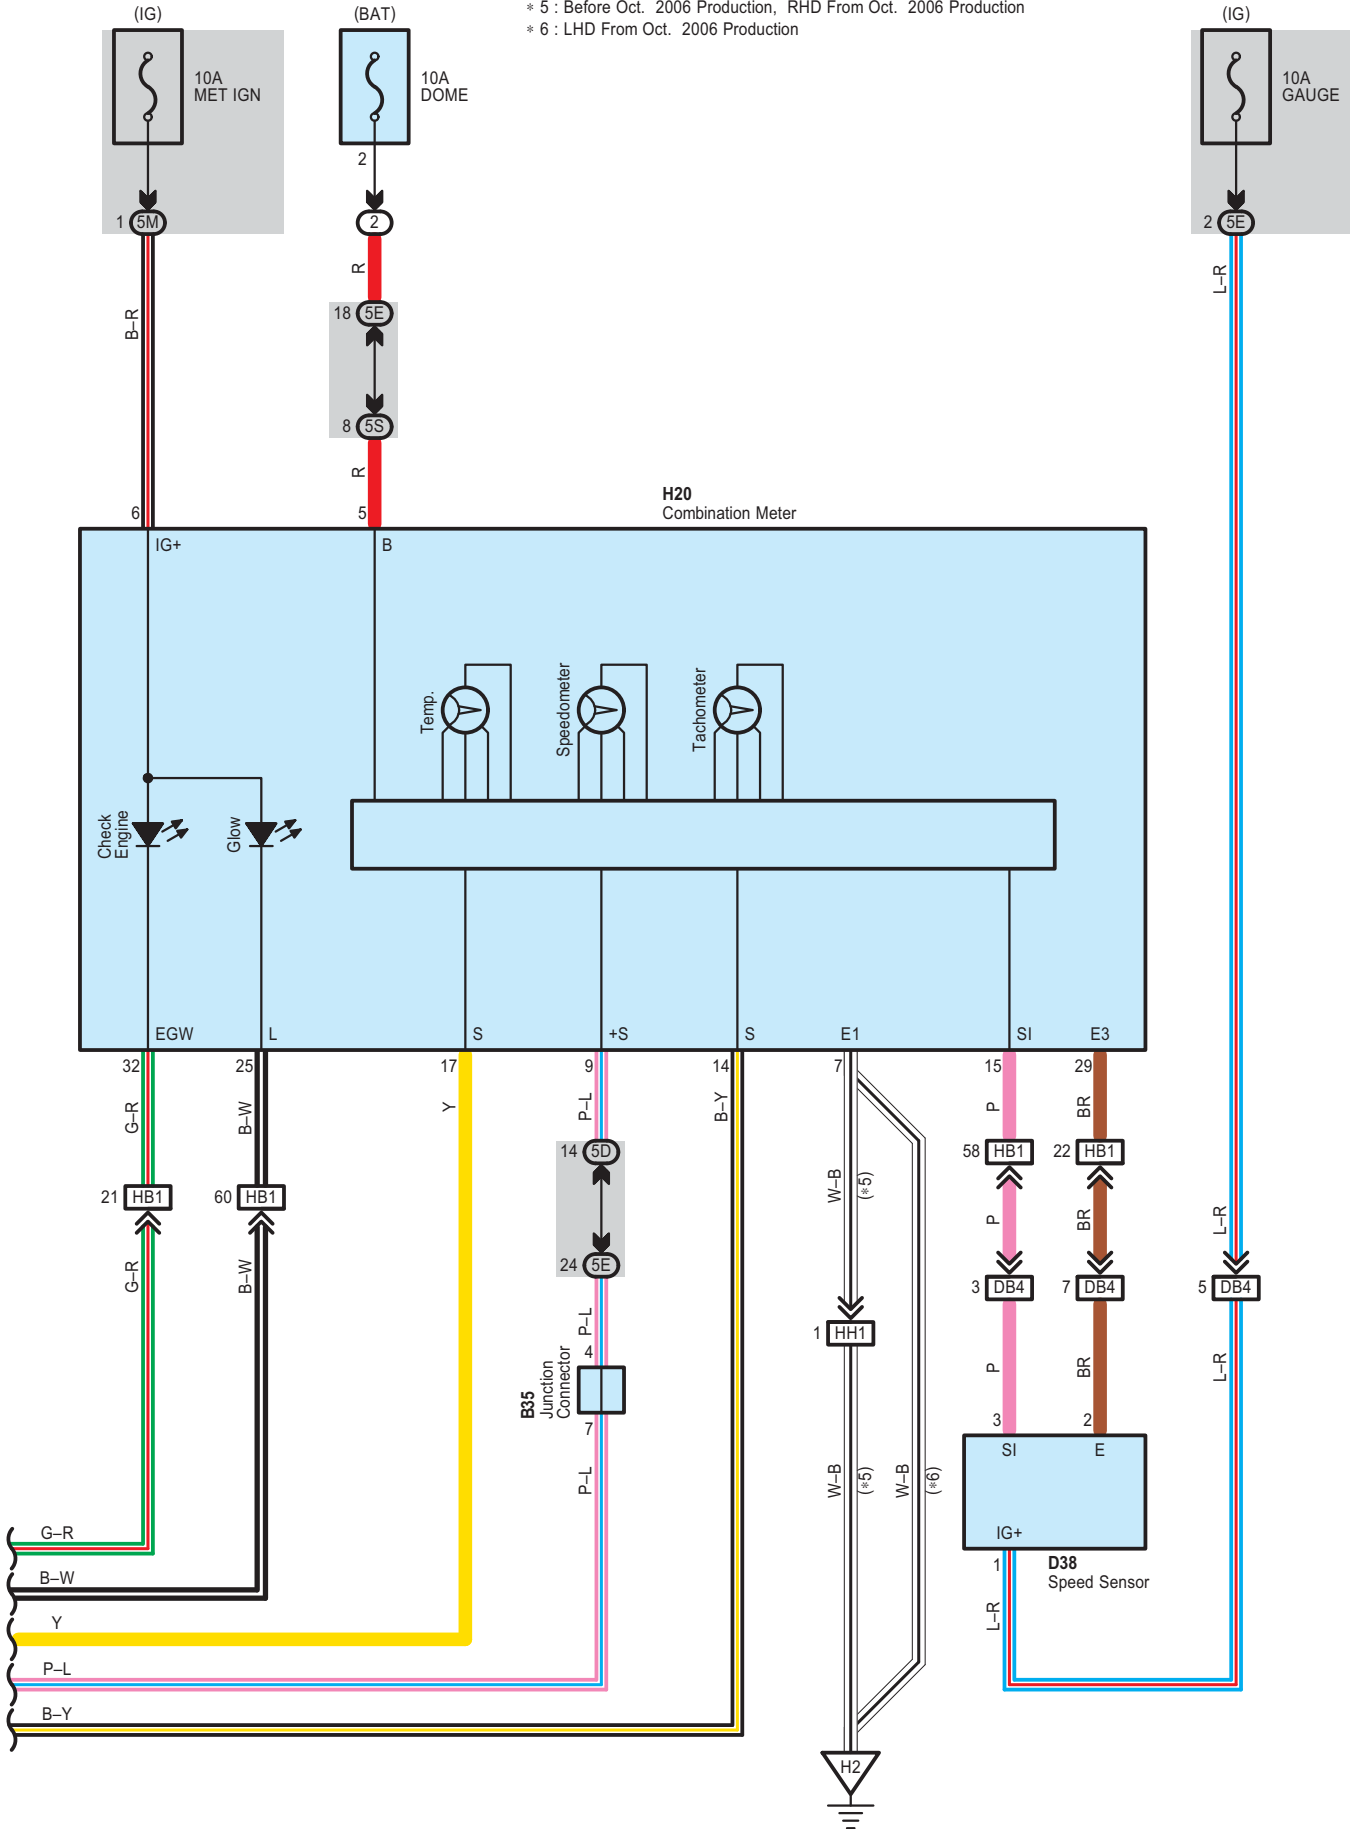 ∗ 5 : Before Oct. 2006 Production, RHD From Oct. 2006 Production
∗ 6 : LHD From Oct. 2006 Production
(IG)
(BAT)
(IG)
10A
MET IGN
10A
DOME
10A
GAUGE
2
1 5M
2
2 5E
R
L–R
B–R
18 5E
8 5S
R
H20
Combination Meter
6
5
IG+
B
Temp.
Speedometer
Tachometer
Check
Engine
Glow
EGW
L
S
+S
S
E1
SI
E3
32
25
17
9
14
7
15
29
G–R
B–W
Y
P–L
B–Y
P
BR
14 5D
58 HB1
22 HB1
W–B
(∗5)
21 HB1
60 HB1
P
BR
L–R
G–R
B–W
24 5E
3 DB4
7 DB4
5 DB4
P–L
1 HH1
4
B35
Junction
Connector
P
BR
L–R
7
3
2
P–L
W–B
(∗5)
W–B
(∗6)
SI
E
IG+
1
D38
Speed Sensor
L–R
G–R
B–W
Y
P–L
B–Y
H2